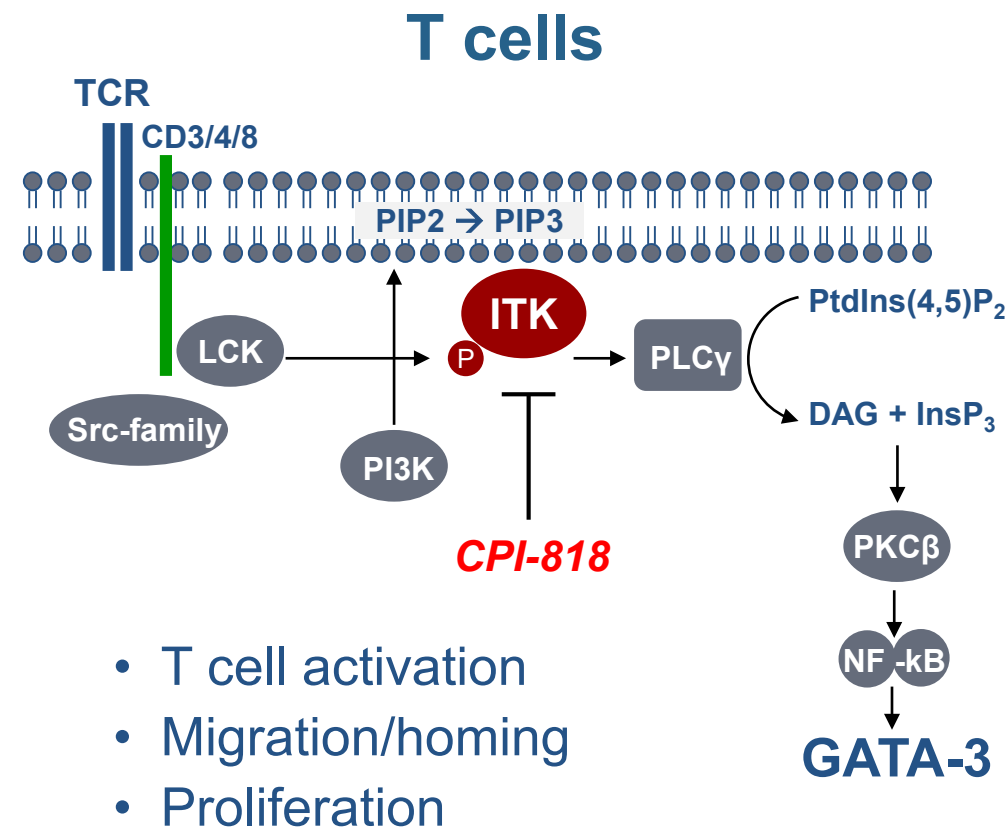 T cells
TCR
CD3/4/8
PIP2 → PIP3
ITK
PtdIns(4,5)P₂
LCK
P
PLCγ
Src-family
DAG + InsP₃
PI3K
CPI-818
PKCβ
NF-kB
GATA-3
• T cell activation
• Migration/homing
• Proliferation